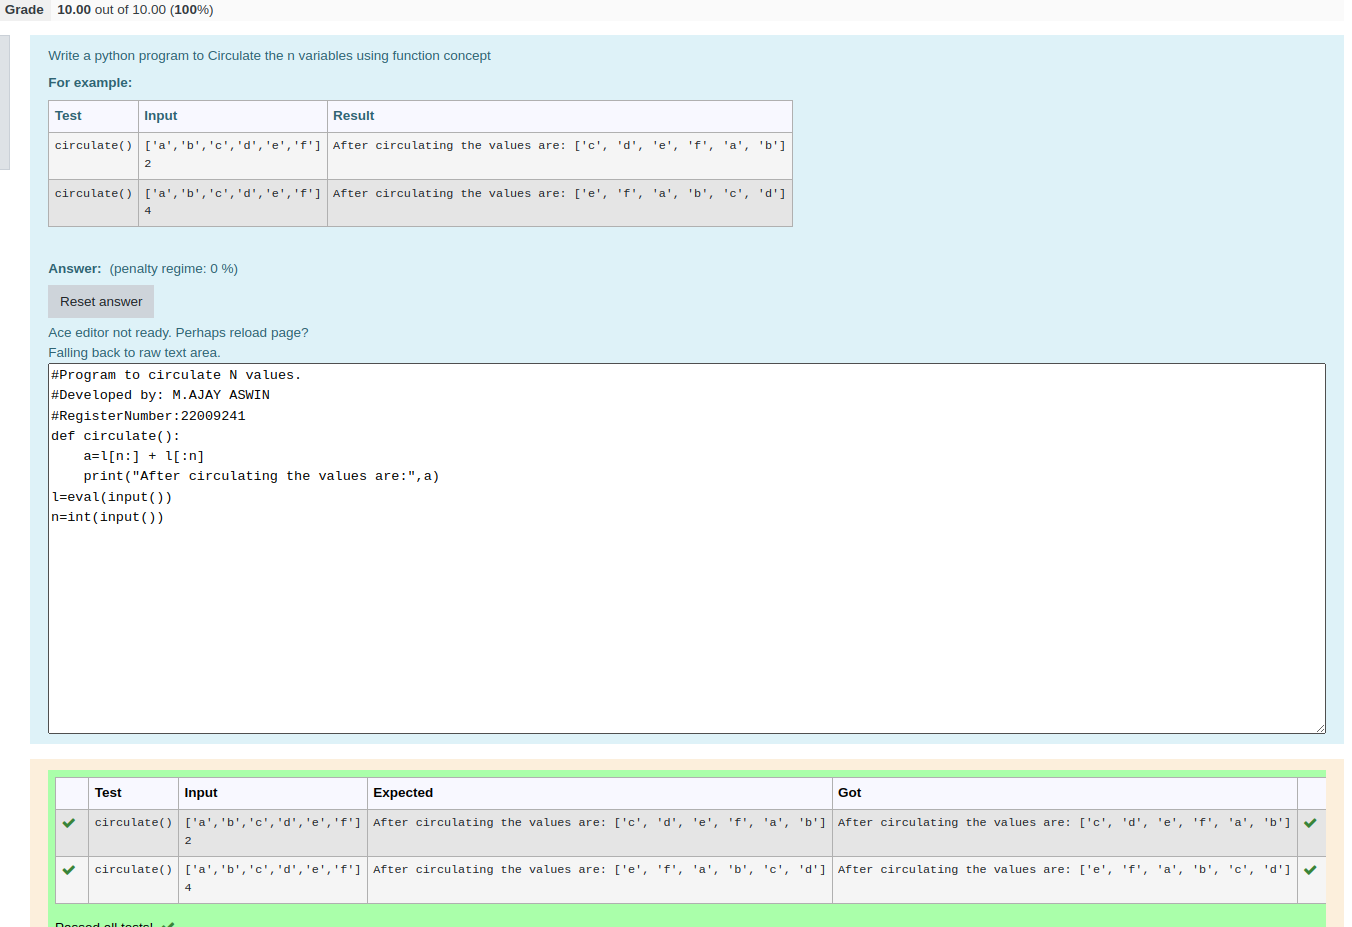 Grade 10.00 out of 10.00 (100%)
Write a python program to Circulate the n variables using function concept
For example:
Test Input Result
circulate() ['a','b','c','d','e','f'] After circulating the values are: ['c', 'd', 'e', 'f', 'a', 'b']
2
circulate() ['a','b','c','d','e','f'] After circulating the values are: ['e', 'f', 'a', 'b', 'c', 'd']
4
Answer: (penalty regime: 0 %)
Reset answer
Ace editor not ready. Perhaps reload page?
Falling back to raw text area.
#Program to circulate N values.
#Developed by: M.AJAY ASWIN
#RegisterNumber:22009241
def circulate():
    a=l[n:] + l[:n]
    print("After circulating the values are:",a)
l=eval(input())
n=int(input())
Test Input Expected Got
circulate() ['a','b','c','d','e','f'] After circulating the values are: ['c', 'd', 'e', 'f', 'a', 'b'] After circulating the values are: ['c', 'd', 'e', 'f', 'a', 'b']
2
circulate() ['a','b','c','d','e','f'] After circulating the values are: ['e', 'f', 'a', 'b', 'c', 'd'] After circulating the values are: ['e', 'f', 'a', 'b', 'c', 'd']
4
Passed all tests!